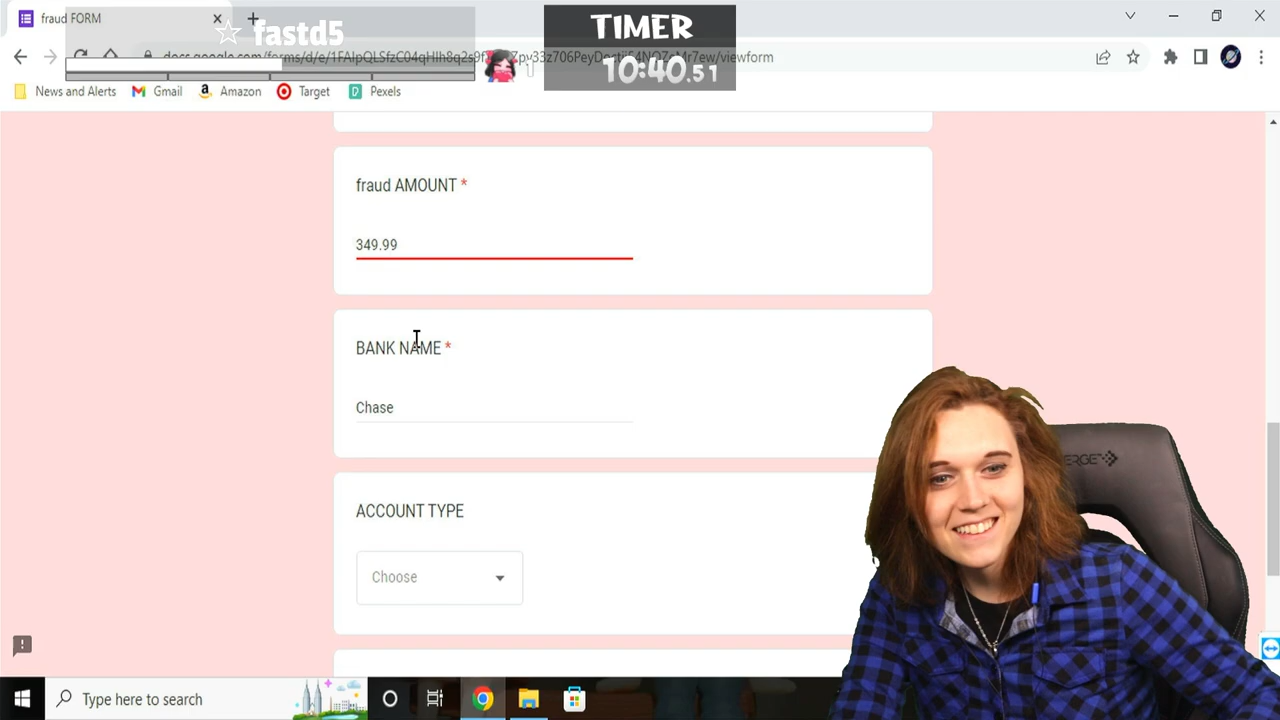 fraud FORM
☆ fastd5
TIMER
10:40.51
News and Alerts
Gmail
Amazon
Target
Pexels
fraud AMOUNT *
349.99
BANK NAME *
Chase
ACCOUNT TYPE
Choose
Type here to search